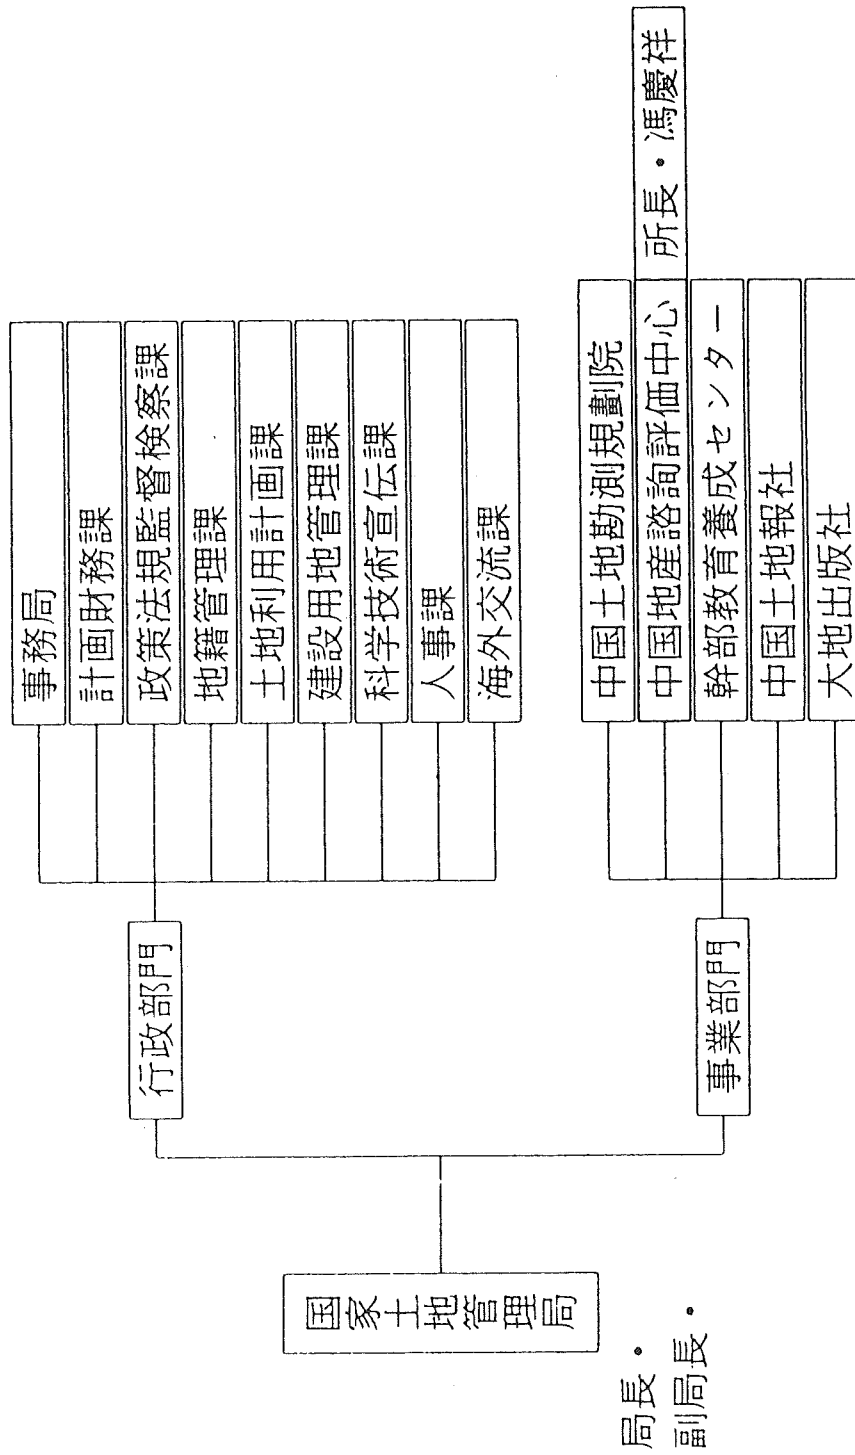 国家土地管理局
局長・
副局長・
行政部門
事務局
計画財務課
政策法規監督検察課
地籍管理課
土地利用計画課
建設用地管理課
科学技術宣伝課
人事課
海外交流課
事業部門
中国土地勘測規劃院
中国地産諮詢評価中心
所長・馮慶祥
幹部教育養成センター
中国土地報社
大地出版社